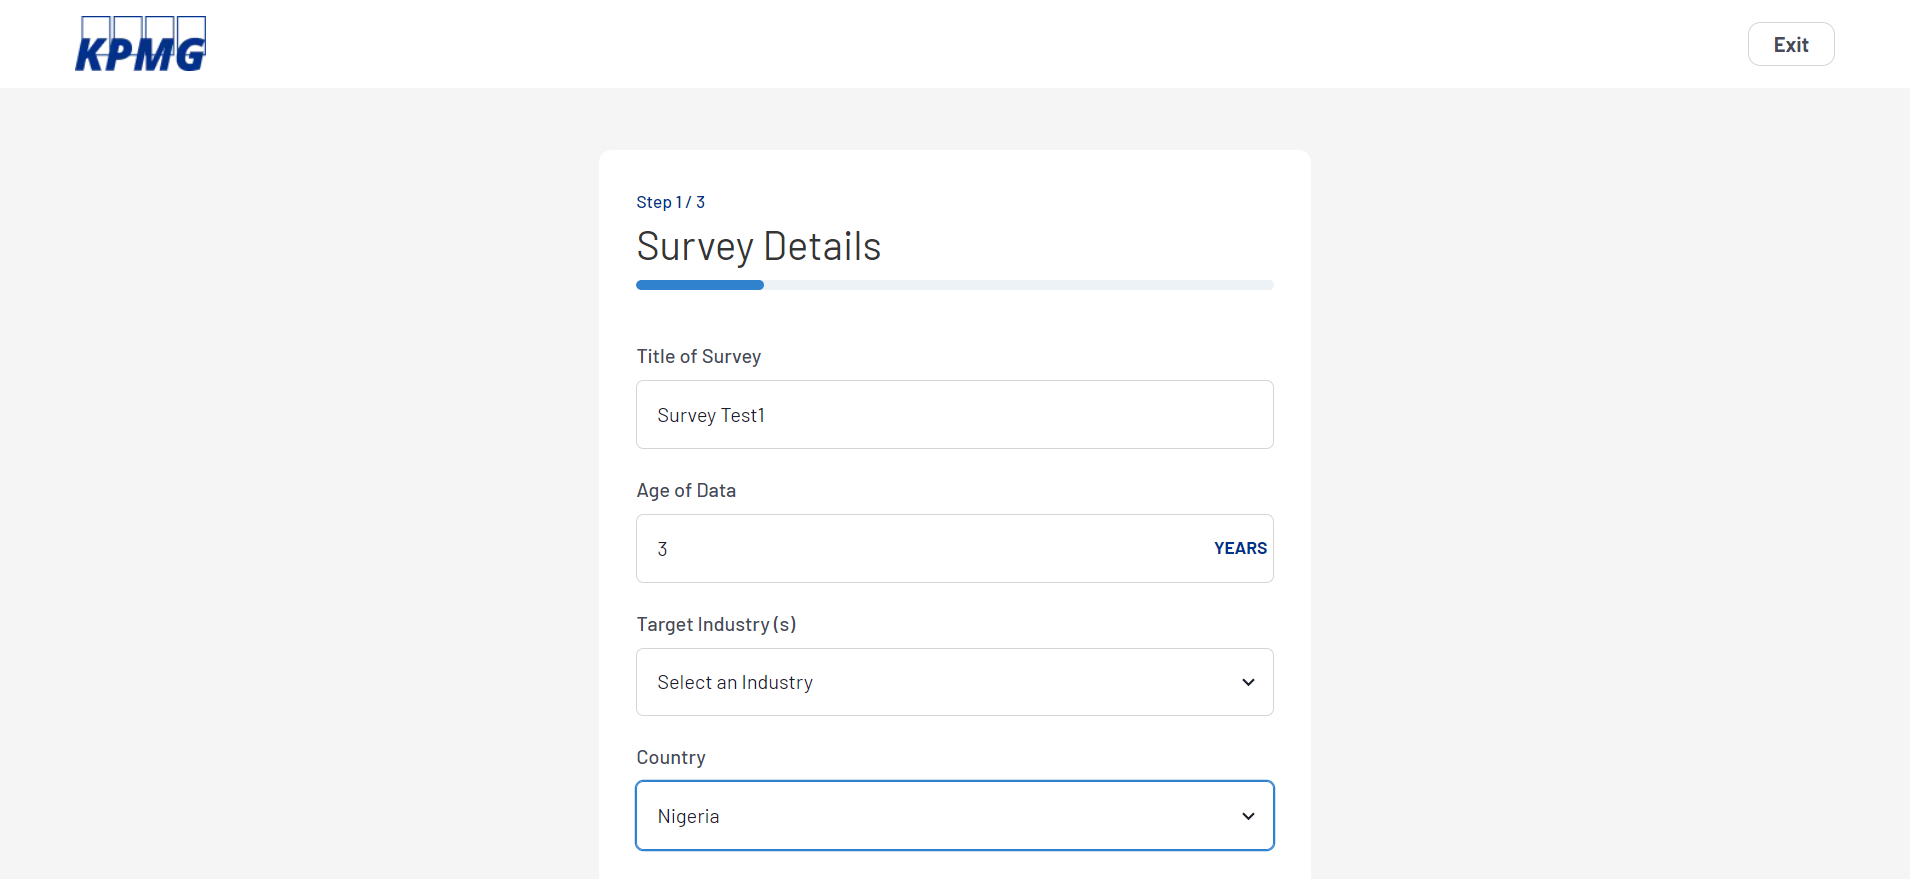 KPMG
Exit
Step 1 / 3
Survey Details
Title of Survey
Survey Test1
Age of Data
3 YEARS
Target Industry (s)
Select an Industry
Country
Nigeria